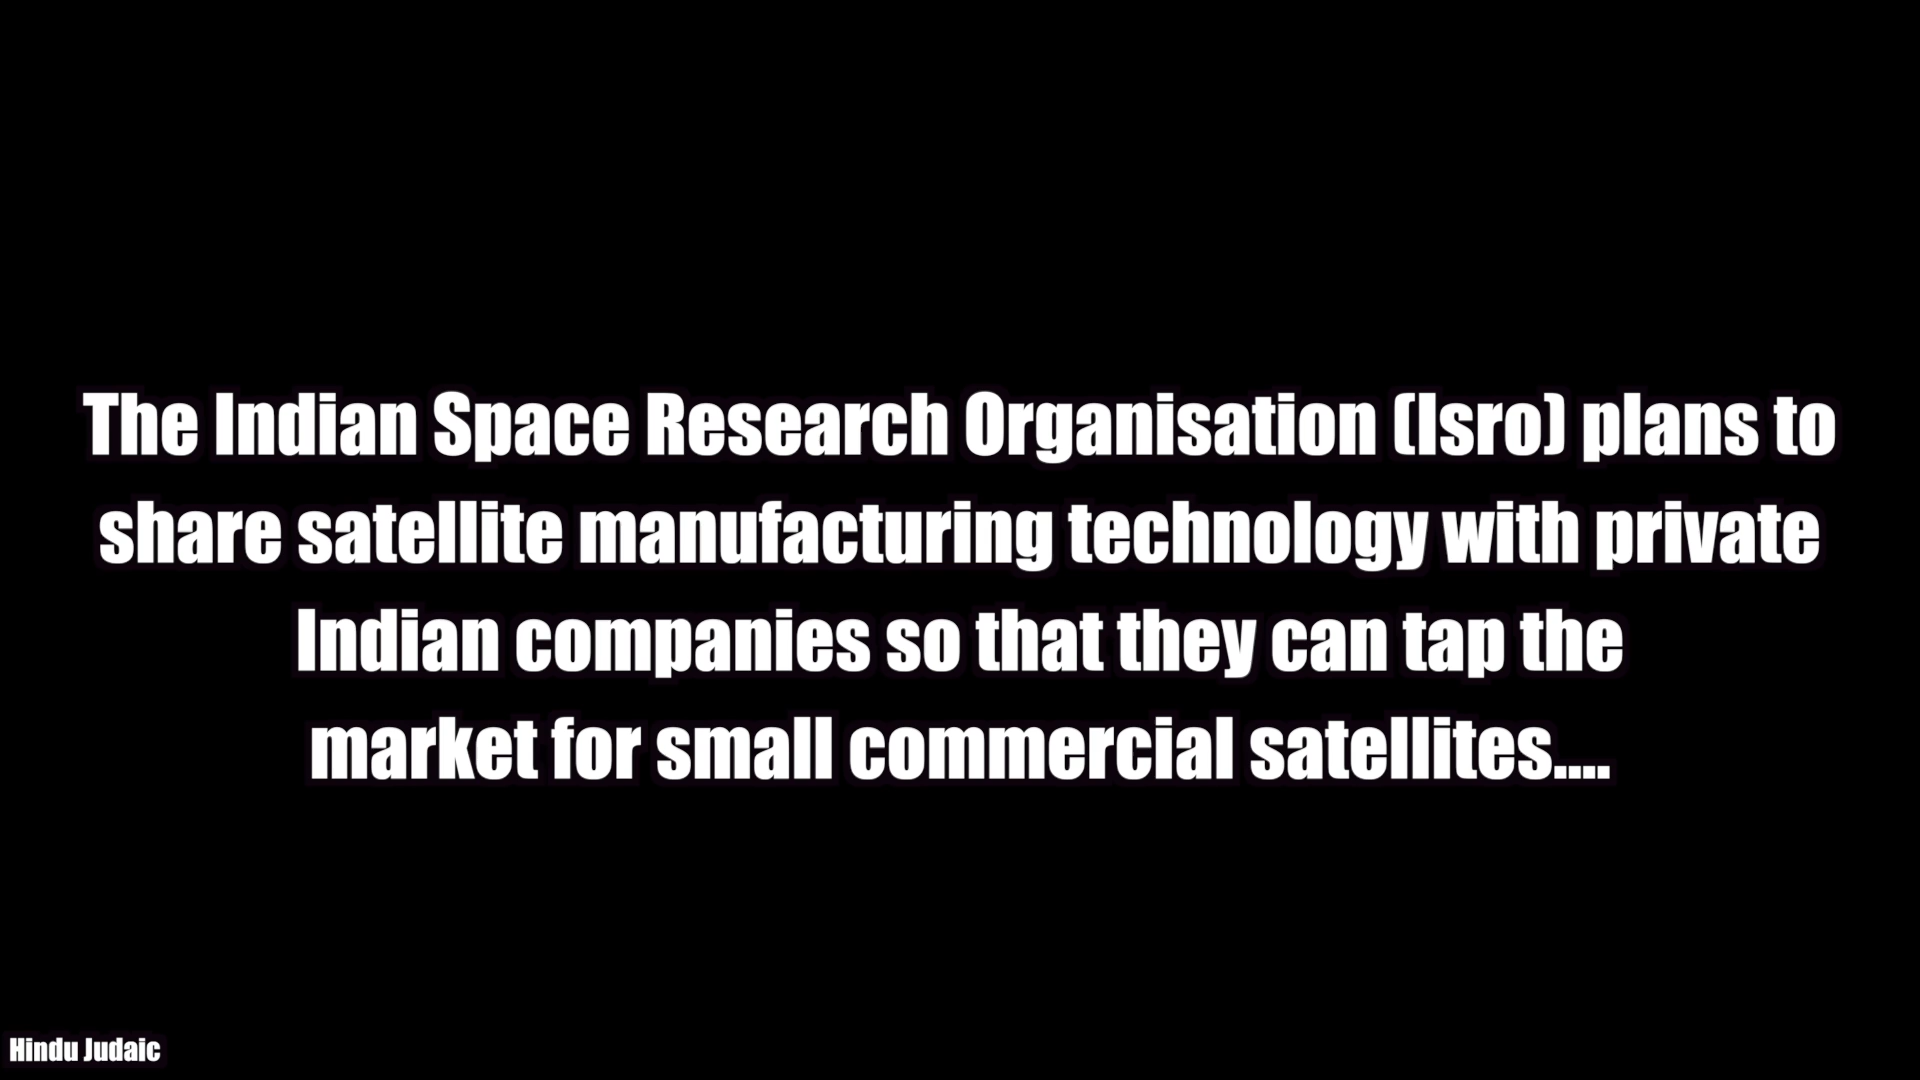 The Indian Space Research Organisation (Isro) plans to
share satellite manufacturing technology with private
Indian companies so that they can tap the
market for small commercial satellites....
Hindu Judaic